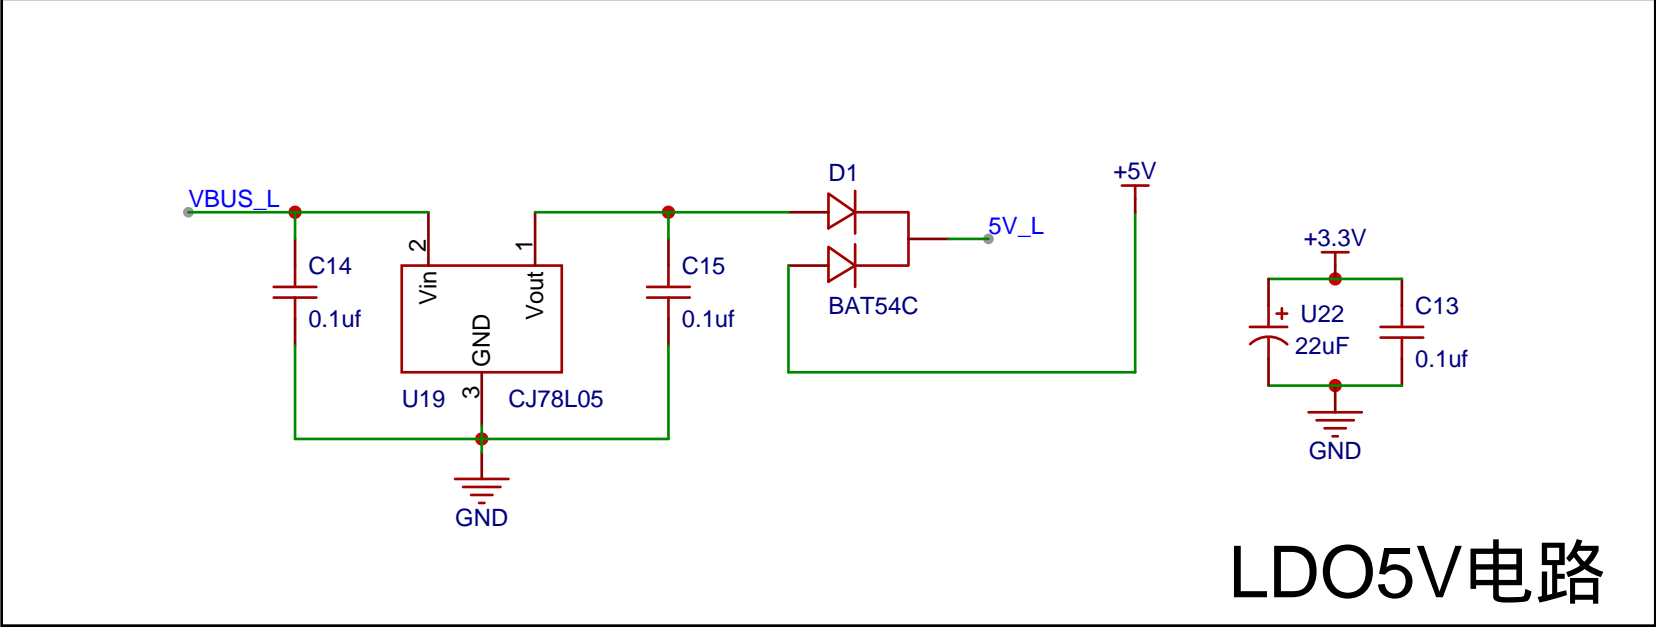 VBUS_L
C14
0.1uf
2
Vin
1
Vout
GND
3
U19
CJ78L05
GND
C15
0.1uf
D1
BAT54C
5V_L
+5V
+3.3V
+
U22
22uF
C13
0.1uf
GND
LDO5V电路